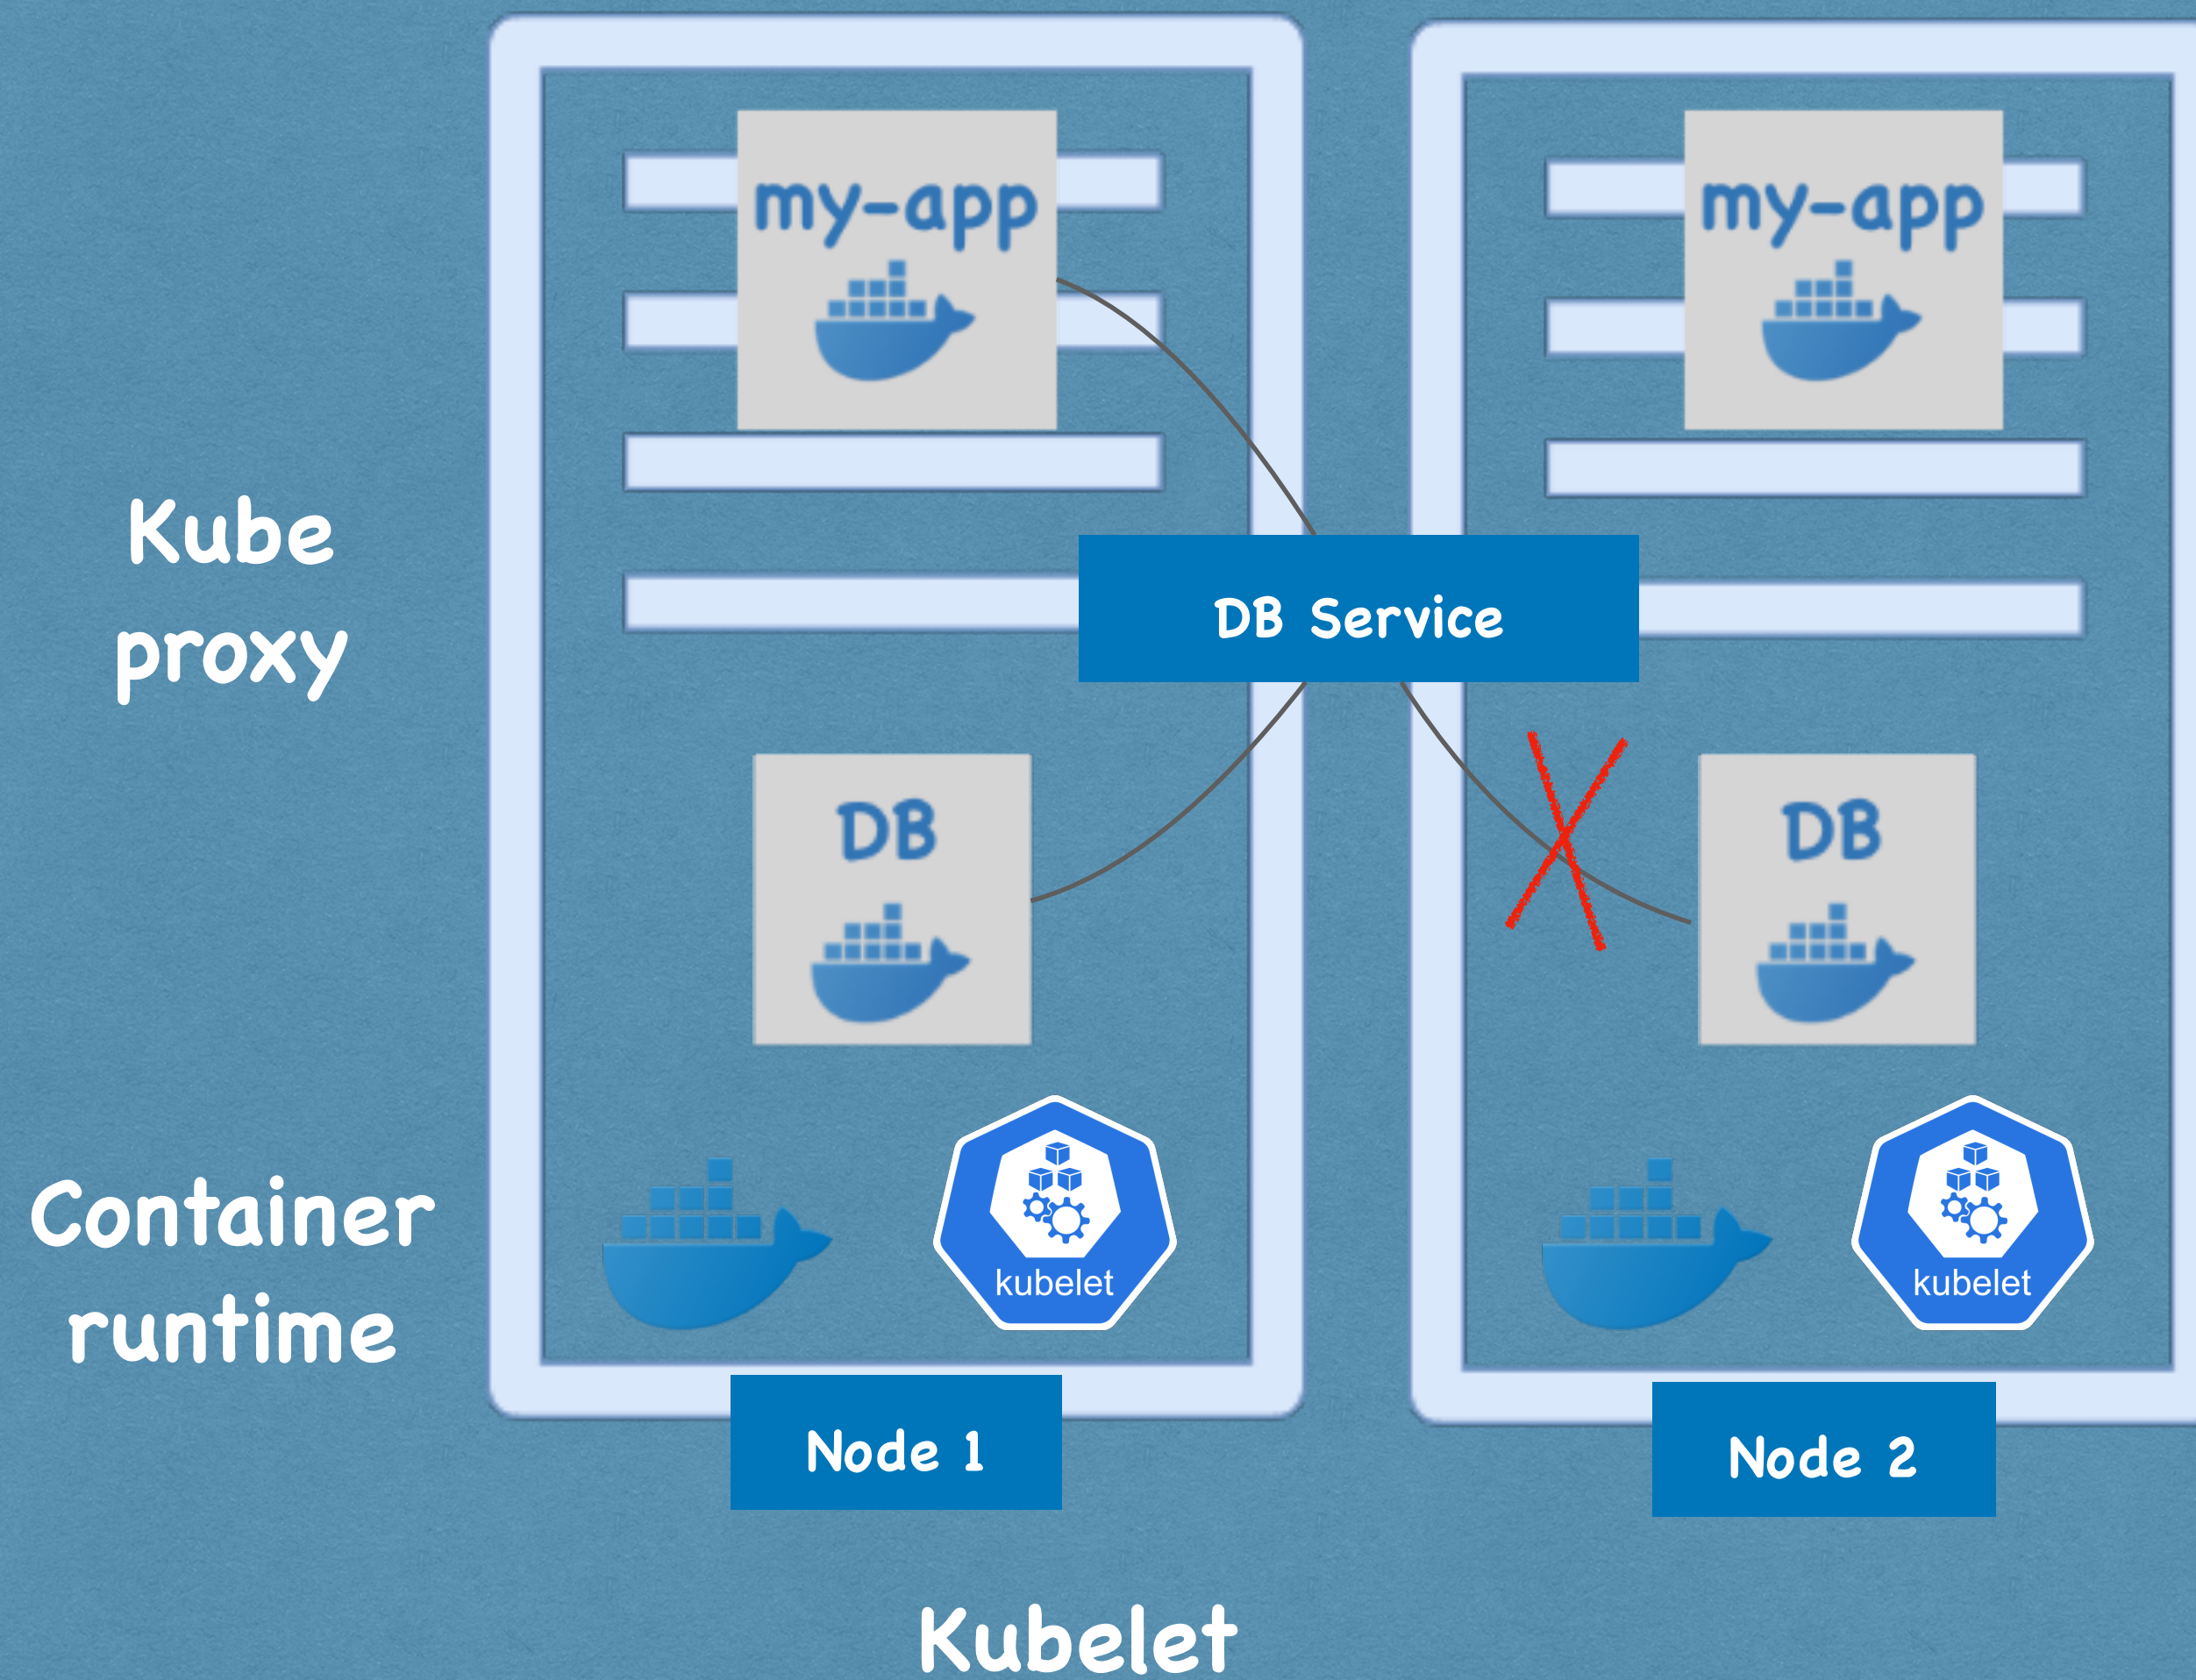 my-app
my-app
Kube
proxy
DB Service
DB
DB
Container
runtime
kubelet
kubelet
Node 1
Node 2
Kubelet